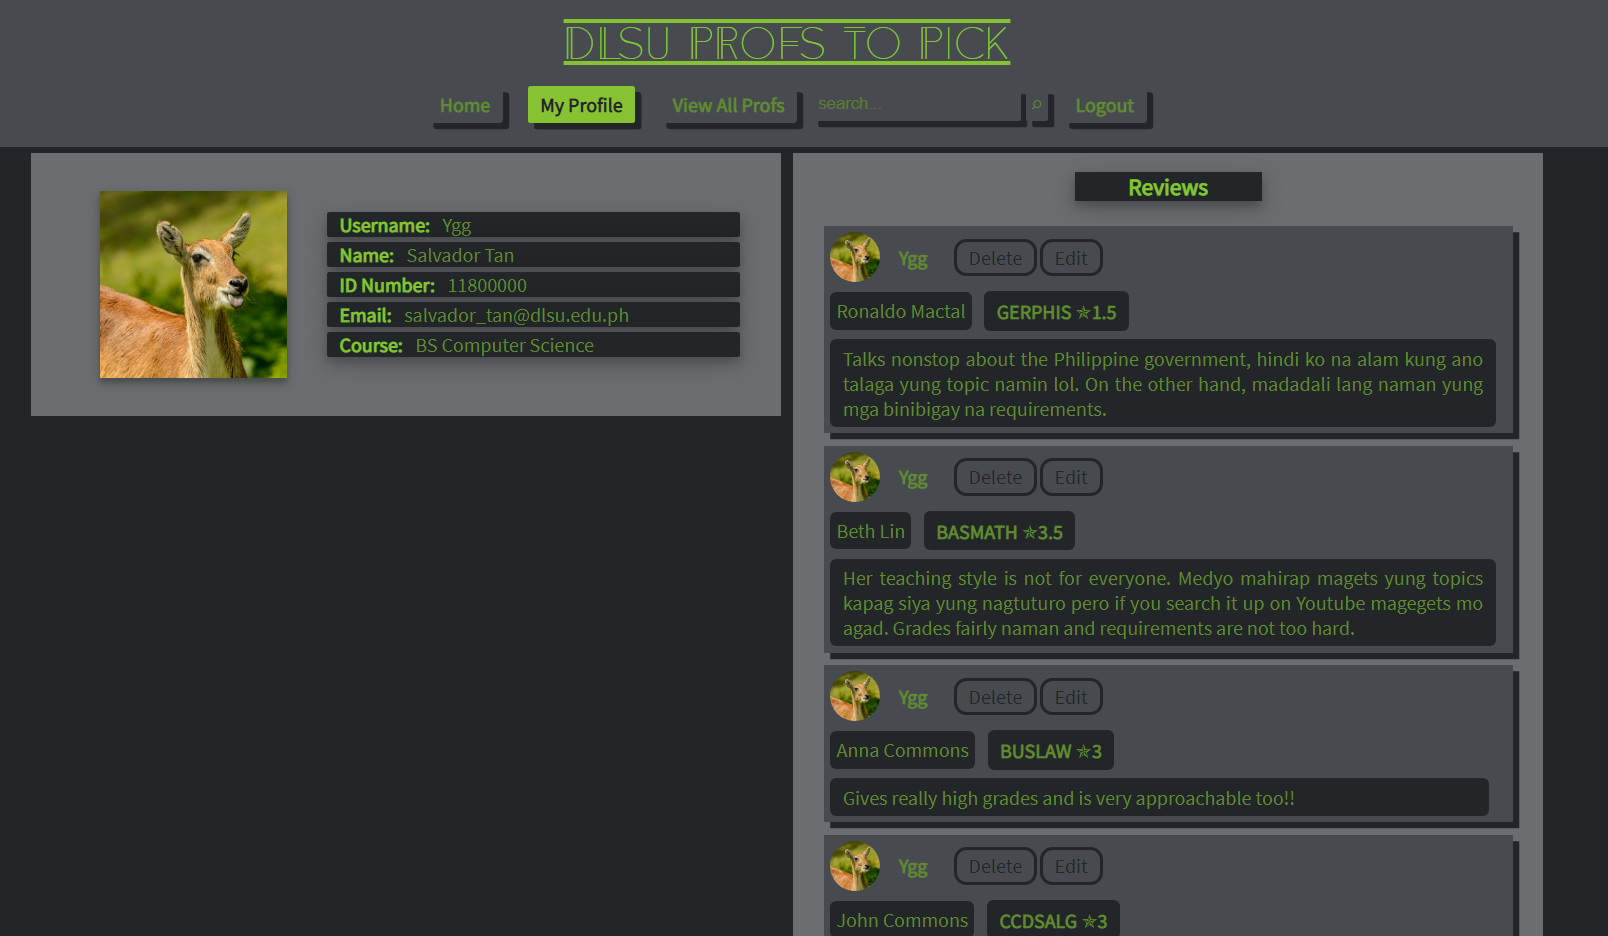 DLSU PROFS TO PICK
Home
My Profile
View All Profs
search...
Logout
Username: Ygg
Name: Salvador Tan
ID Number: 11800000
Email: salvador_tan@dlsu.edu.ph
Course: BS Computer Science
Reviews
Ygg Delete Edit
Ronaldo Mactal GERPHIS ✯1.5
Talks nonstop about the Philippine government, hindi ko na alam kung ano
talaga yung topic namin lol. On the other hand, madadali lang naman yung
mga binibigay na requirements.
Ygg Delete Edit
Beth Lin BASMATH ✯3.5
Her teaching style is not for everyone. Medyo mahirap magets yung topics
kapag siya yung nagtuturo pero if you search it up on Youtube magegets mo
agad. Grades fairly naman and requirements are not too hard.
Ygg Delete Edit
Anna Commons BUSLAW ✯3
Gives really high grades and is very approachable too!!
Ygg Delete Edit
John Commons CCDSALG ✯3